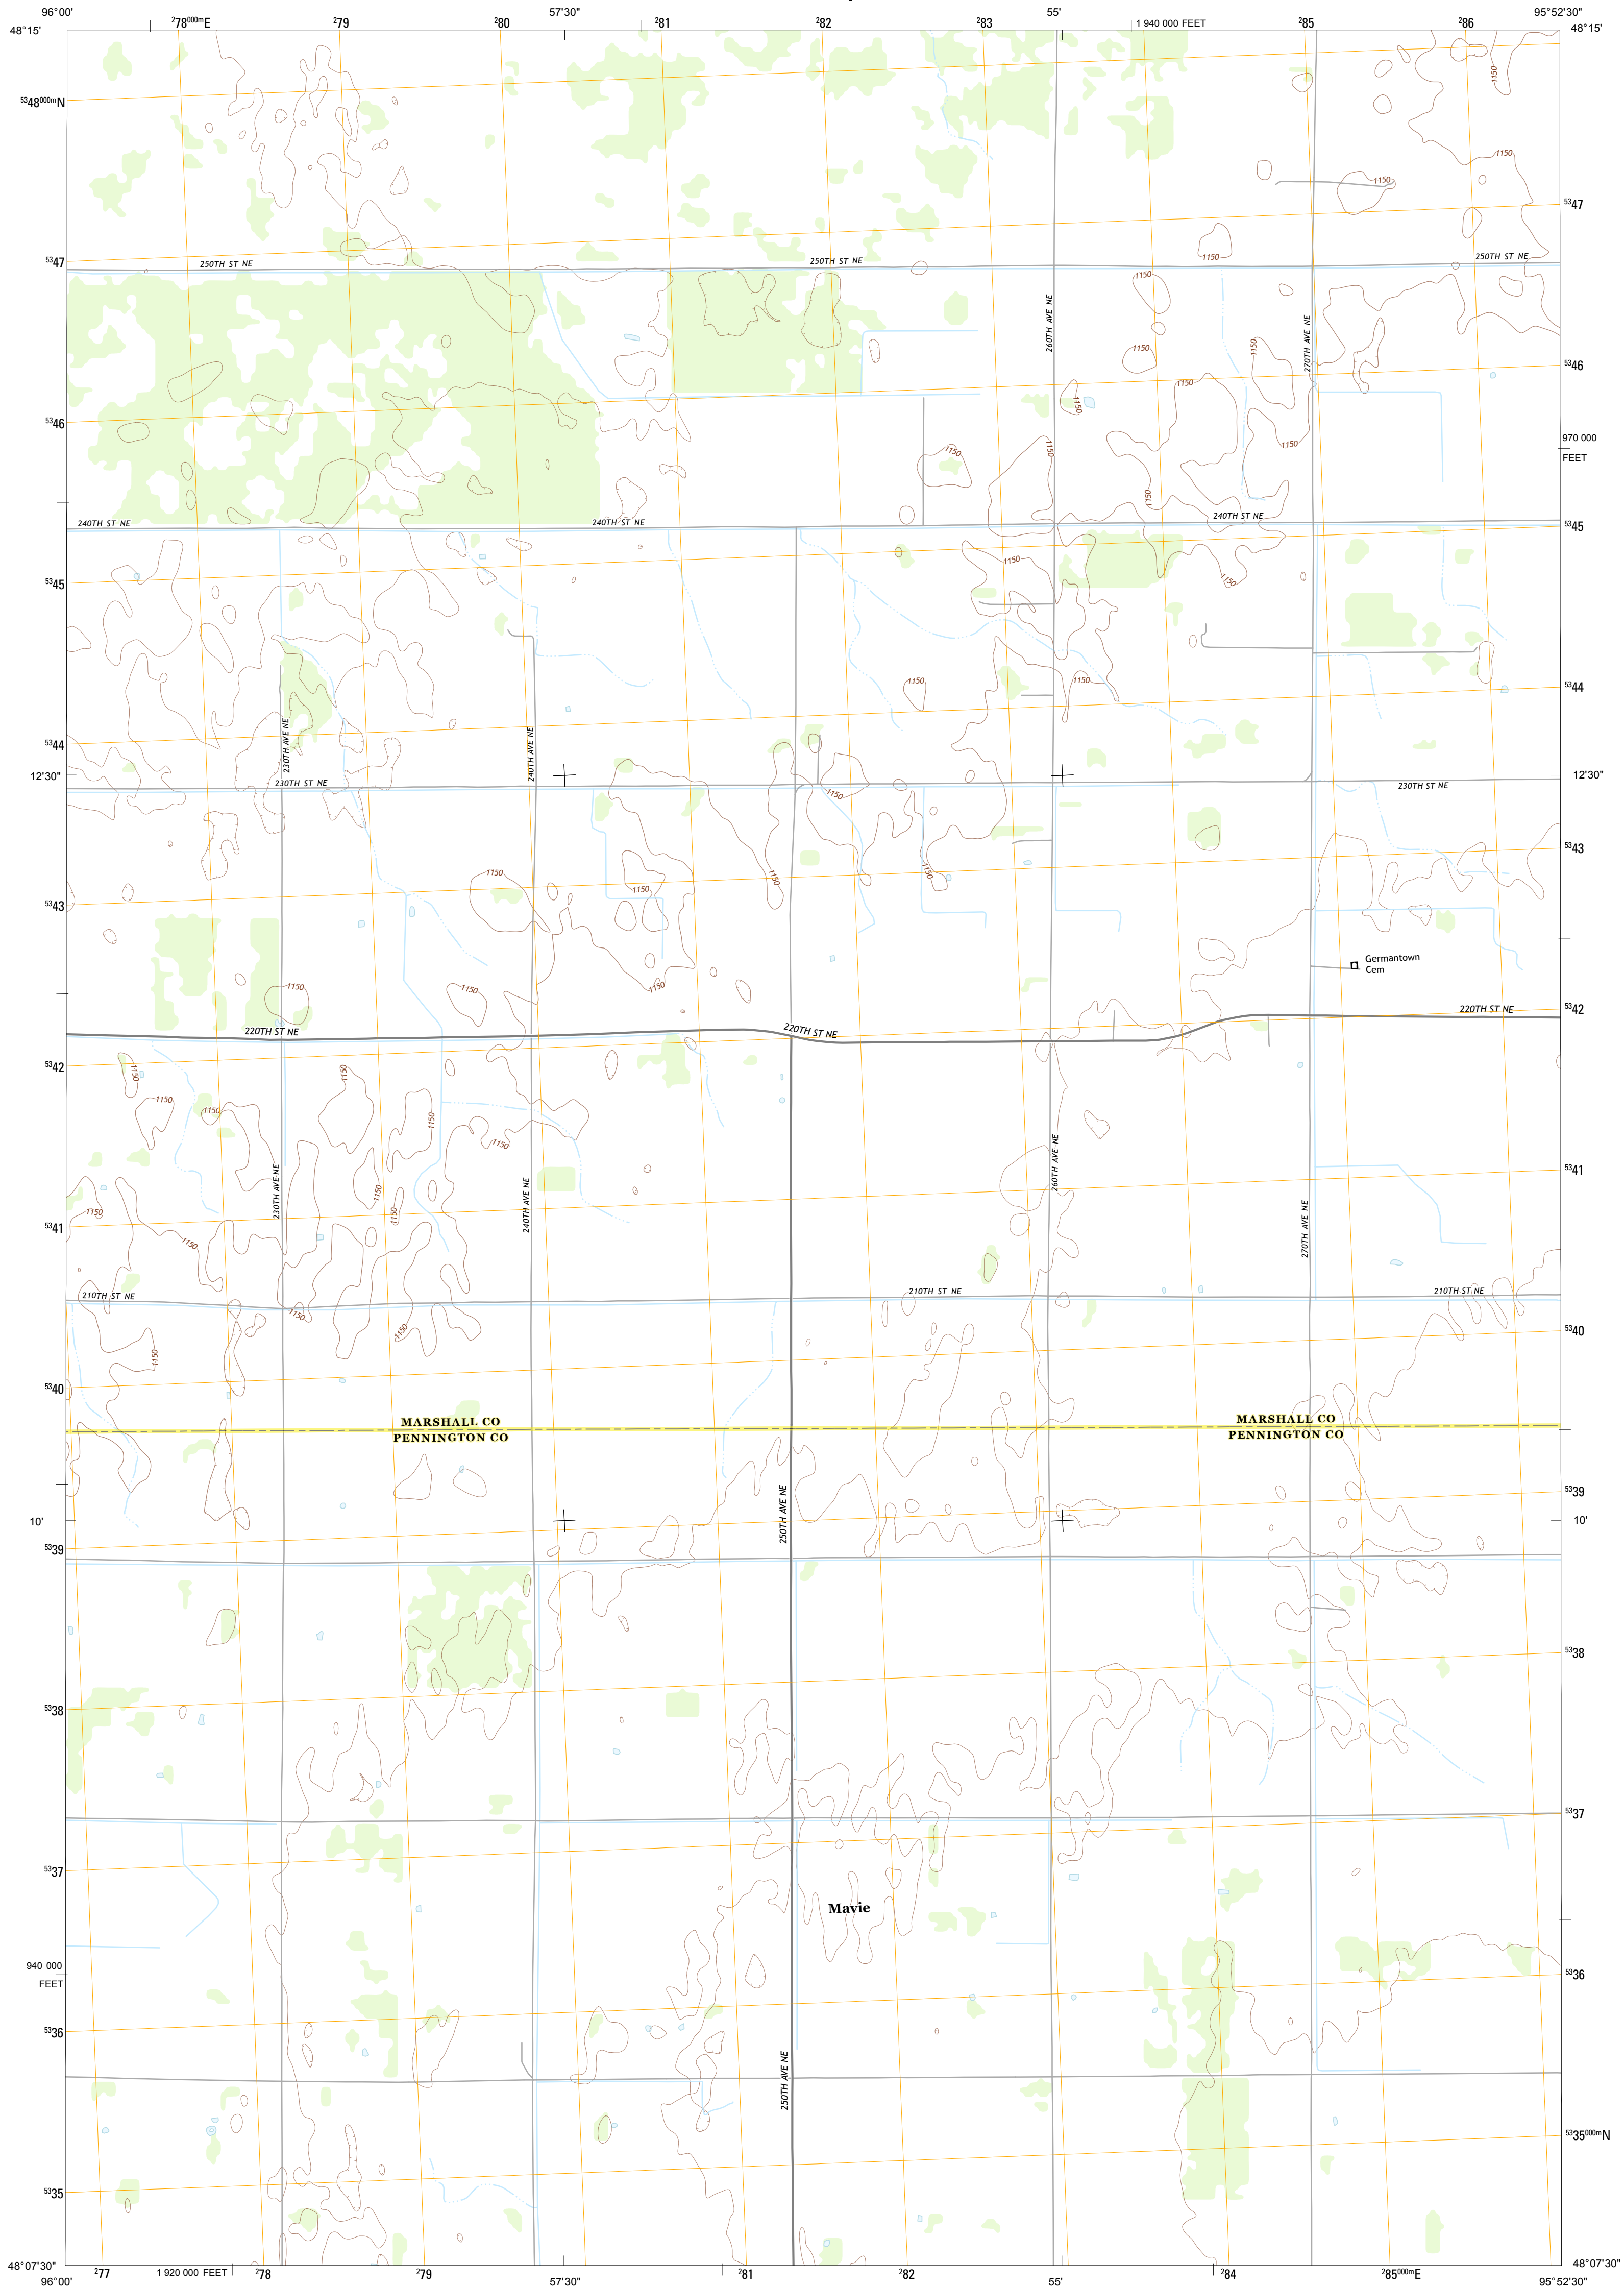 96°00'
²78⁰⁰⁰ᵐE
²79
²80
57'30"
²81
²82
²83
55'
1 940 000 FEET
²85
²86
95°52'30"
48°15'
48°15'
1150
⁵³48⁰⁰⁰ᵐN
1150
1150
⁵³47
1150
250TH ST NE
250TH ST NE
250TH ST NE
⁵³47
1150
260TH AVE NE
270TH AVE NE
1150
1150
⁵³46
1150
1150
⁵³46
970 000
FEET
1150
1150
1150
1150
240TH ST NE
240TH ST NE
240TH ST NE
⁵³45
1150
1150
⁵³45
1150
1150
⁵³44
230TH AVE NE
240TH AVE NE
⁵³44
12'30"
12'30"
230TH ST NE
230TH ST NE
1150
⁵³43
1150
1150
1150
1150
⁵³43
Germantown
Cem
1150
1150
1150
⁵³42
220TH ST NE
220TH ST NE
220TH ST NE
⁵³42
1150
1150
1150
1150
1150
1150
260TH AVE NE
⁵³41
230TH AVE NE
240TH AVE NE
270TH AVE NE
1150
1150
1150
⁵³41
1150
210TH ST NE
210TH ST NE
210TH ST NE
1150
1150
⁵³40
1150
⁵³40
MARSHALL CO
PENNINGTON CO
MARSHALL CO
PENNINGTON CO
⁵³39
250TH AVE NE
10'
10'
⁵³39
⁵³38
⁵³38
⁵³37
⁵³37
Mavie
940 000
FEET
⁵³36
⁵³36
250TH AVE NE
⁵³35⁰⁰⁰ᵐN
⁵³35
48°07'30"
48°07'30"
96°00'
²77
1 920 000 FEET
²78
²79
57'30"
²81
²82
55'
²84
²85⁰⁰⁰ᵐE
95°52'30"